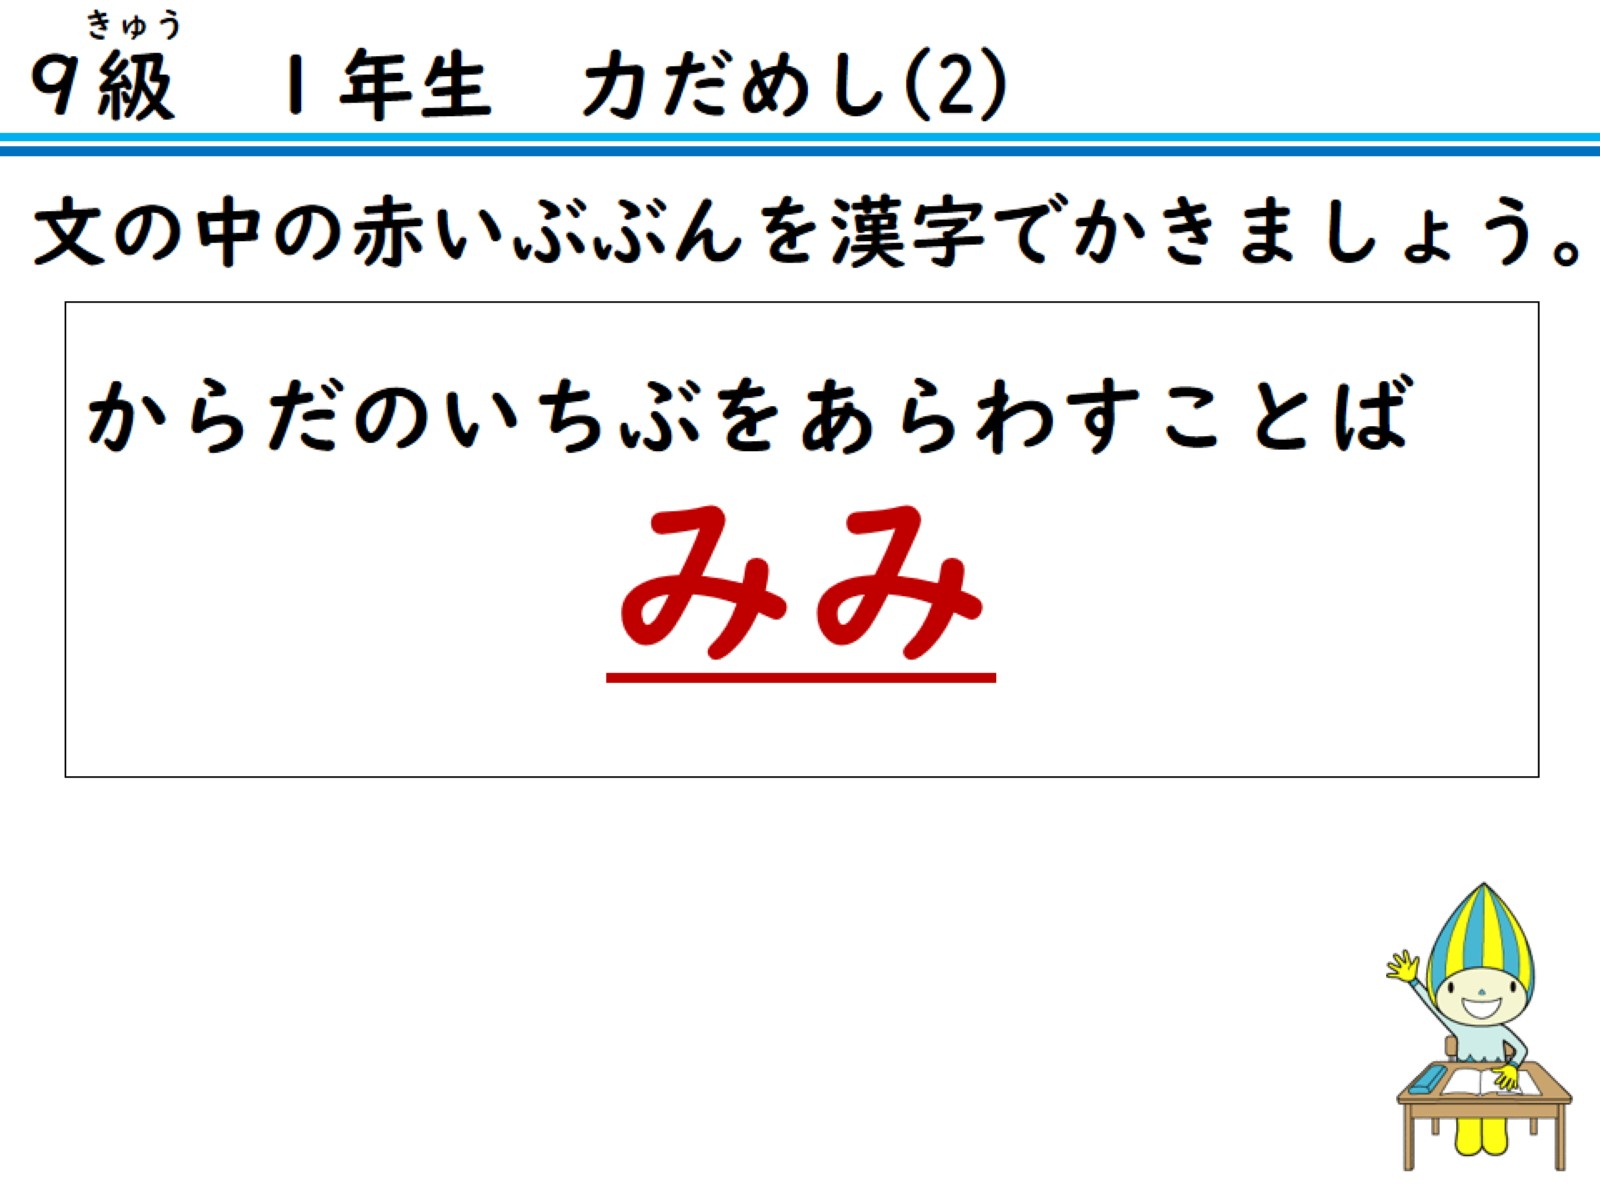 きゅう
９級　１年生　力だめし(2)
文の中の赤いぶぶんを漢字でかきましょう。
からだのいちぶをあらわすことば
みみ